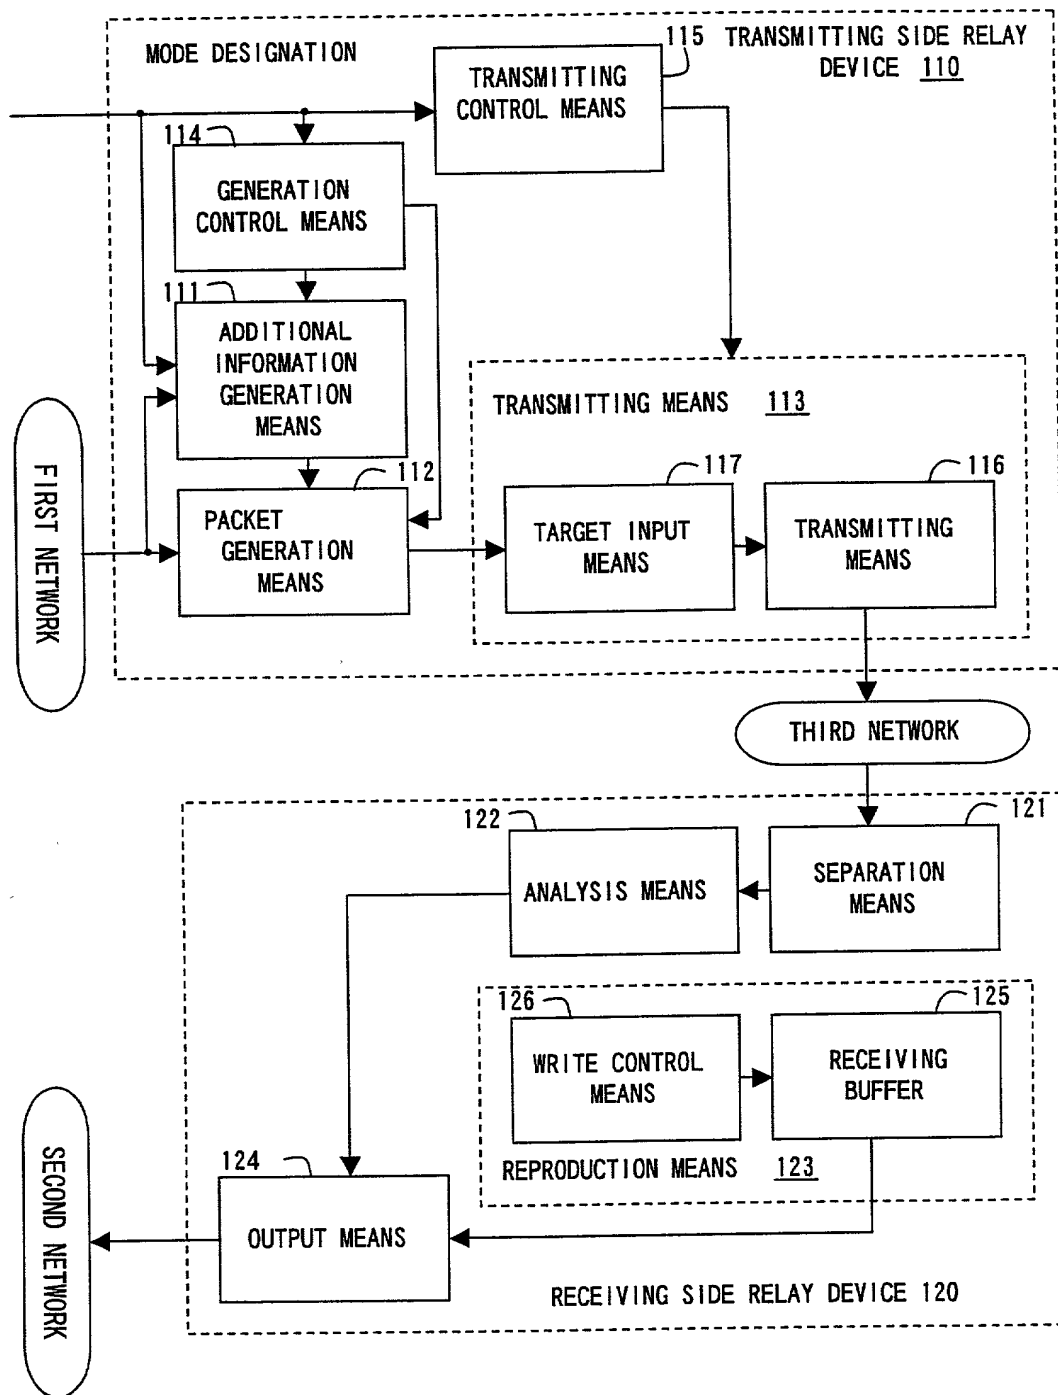 MODE DESIGNATION
115
TRANSMITTING SIDE RELAY
DEVICE 110
TRANSMITTING
CONTROL MEANS
114
GENERATION
CONTROL MEANS
111
ADDITIONAL
INFORMATION
GENERATION
MEANS
TRANSMITTING MEANS 113
FIRST NETWORK
112
PACKET
GENERATION
MEANS
117
TARGET INPUT
MEANS
116
TRANSMITTING
MEANS
THIRD NETWORK
122
ANALYSIS MEANS
121
SEPARATION
MEANS
126
WRITE CONTROL
MEANS
125
RECEIVING
BUFFER
REPRODUCTION MEANS 123
SECOND NETWORK
124
OUTPUT MEANS
RECEIVING SIDE RELAY DEVICE 120